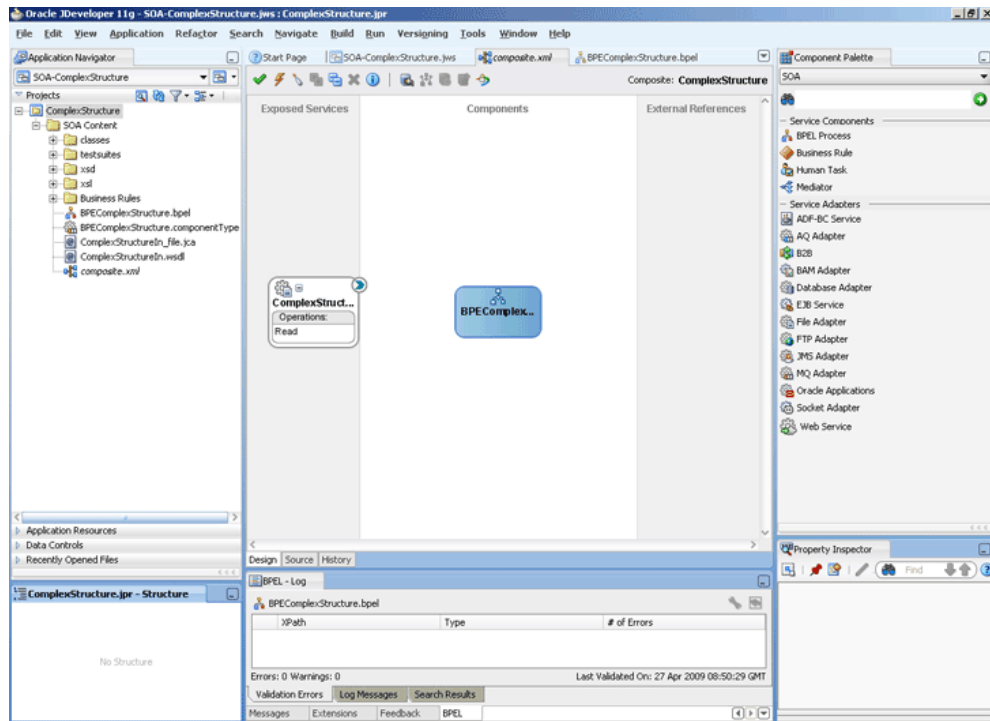 Oracle JDeveloper 11g - SOA-ComplexStructure.jws : ComplexStructure.jpr
File Edit View Application Refactor Search Navigate Build Run Versioning Tools Window Help
Application Navigator
SOA-ComplexStructure
Projects
ComplexStructure
SOA Content
classes
testsuites
xsd
xsl
Business Rules
BPEComplexStructure.bpel
BPEComplexStructure.componentType
ComplexStructureIn_file.jca
ComplexStructureIn.wsdl
composite.xml
Application Resources
Data Controls
Recently Opened Files
ComplexStructure.jpr - Structure
No Structure
Start Page SOA-ComplexStructure.jws composite.xml BPEComplexStructure.bpel
Composite: ComplexStructure
Exposed Services Components External References
ComplexStruct...
Operations:
Read
BPEComplex...
Design Source History
BPEL - Log
BPEComplexStructure.bpel
XPath Type # of Errors
Errors: 0 Warnings: 0 Last Validated On: 27 Apr 2009 08:50:29 GMT
Validation Errors Log Messages Search Results
Messages Extensions Feedback BPEL
Component Palette
SOA
Service Components
BPEL Process
Business Rule
Human Task
Mediator
Service Adapters
ADF-BC Service
AQ Adapter
B2B
BAM Adapter
Database Adapter
EJB Service
File Adapter
FTP Adapter
JMS Adapter
MQ Adapter
Oracle Applications
Socket Adapter
Web Service
Property Inspector
Find